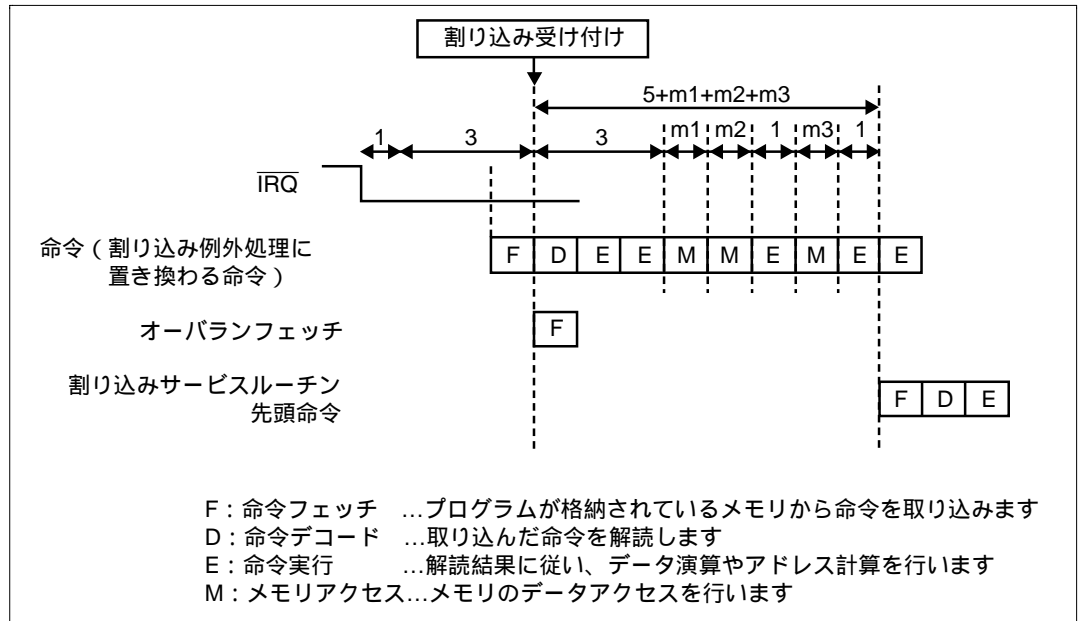 割り込み受け付け
5+m1+m2+m3
1 3 3 m1 m2 1 m3 1
IRQ
命令（割り込み例外処理に
置き換わる命令）
F D E E M M E M E E
オーバランフェッチ
F
割り込みサービスルーチン
先頭命令
F D E
F：命令フェッチ …プログラムが格納されているメモリから命令を取り込みます
D：命令デコード …取り込んだ命令を解読します
E：命令実行 …解読結果に従い、データ演算やアドレス計算を行います
M：メモリアクセス…メモリのデータアクセスを行います